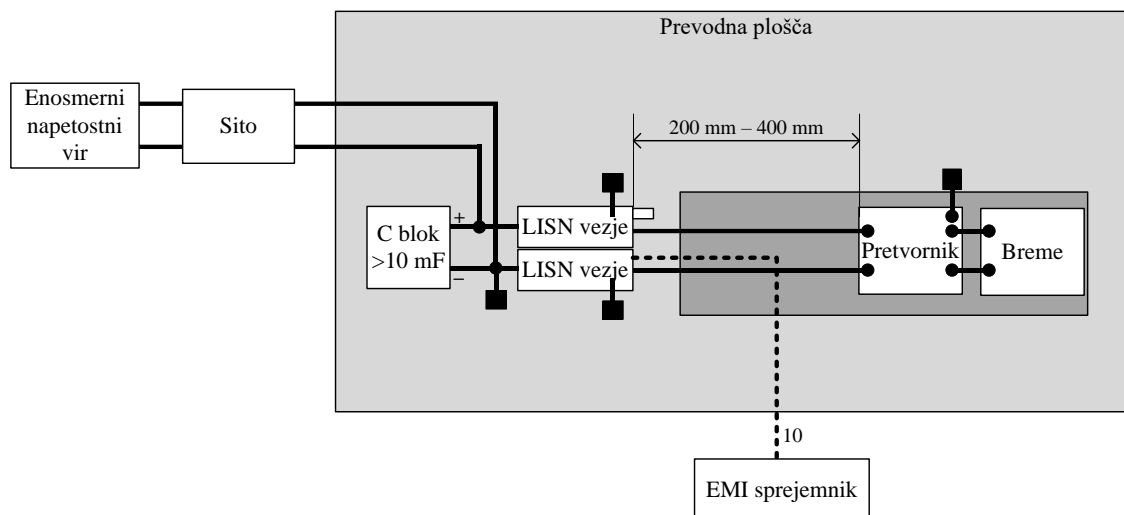 Prevodna plošča
Enosmerni
napetostni
vir
Sito
200 mm – 400 mm
C blok
>10 mF
+
–
LISN vezje
LISN vezje
Pretvornik
Breme
10
EMI sprejemnik